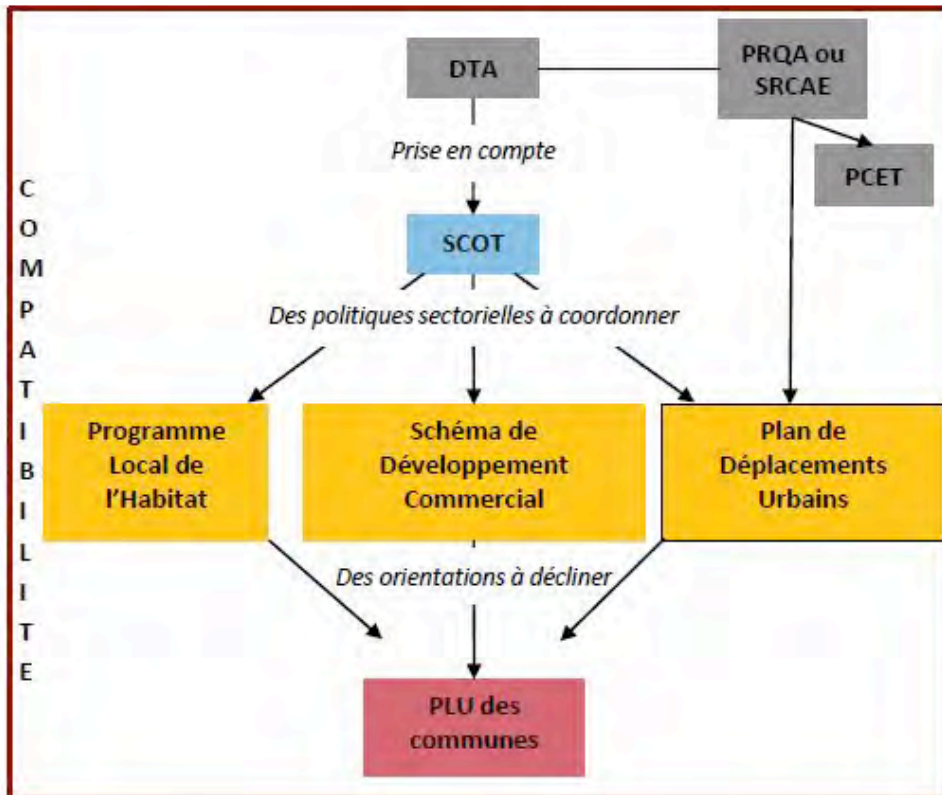 DTA
PRQA ou
SRCAE
Prise en compte
PCET
SCOT
Des politiques sectorielles à coordonner
Programme
Local de
l'Habitat
Schéma de
Développement
Commercial
Plan de
Déplacements
Urbains
Des orientations à décliner
PLU des
communes
C
O
M
P
A
T
I
B
I
L
I
T
E